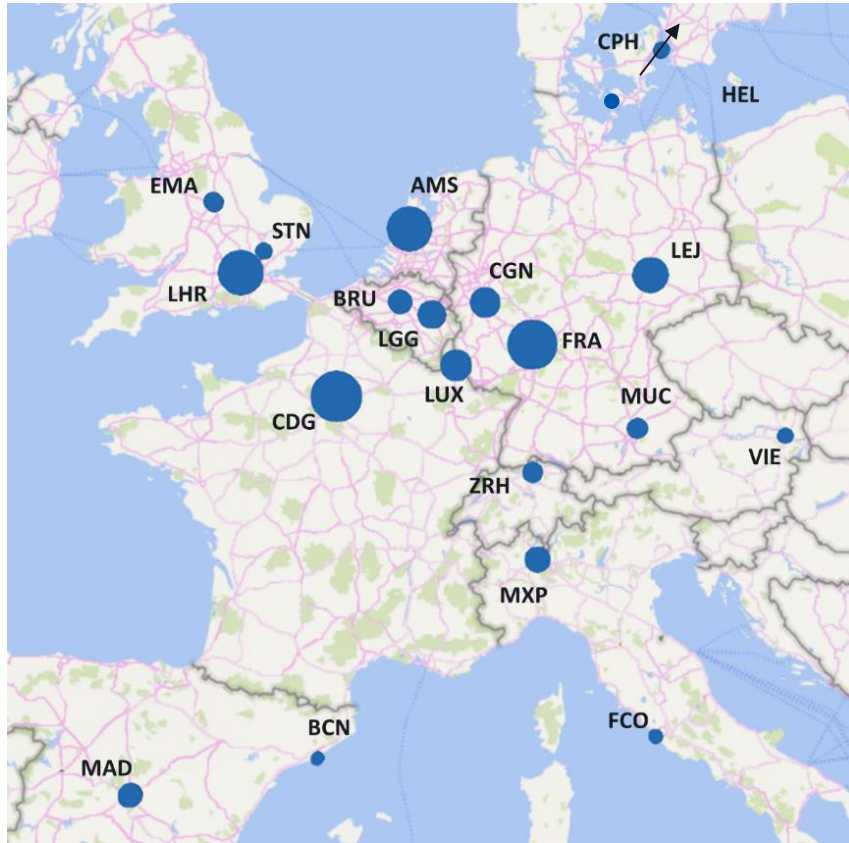 CPH
HEL
EMA
AMS
STN
LEJ
CGN
LHR
BRU
LGG
FRA
LUX
MUC
CDG
VIE
ZRH
MXP
FCO
BCN
MAD